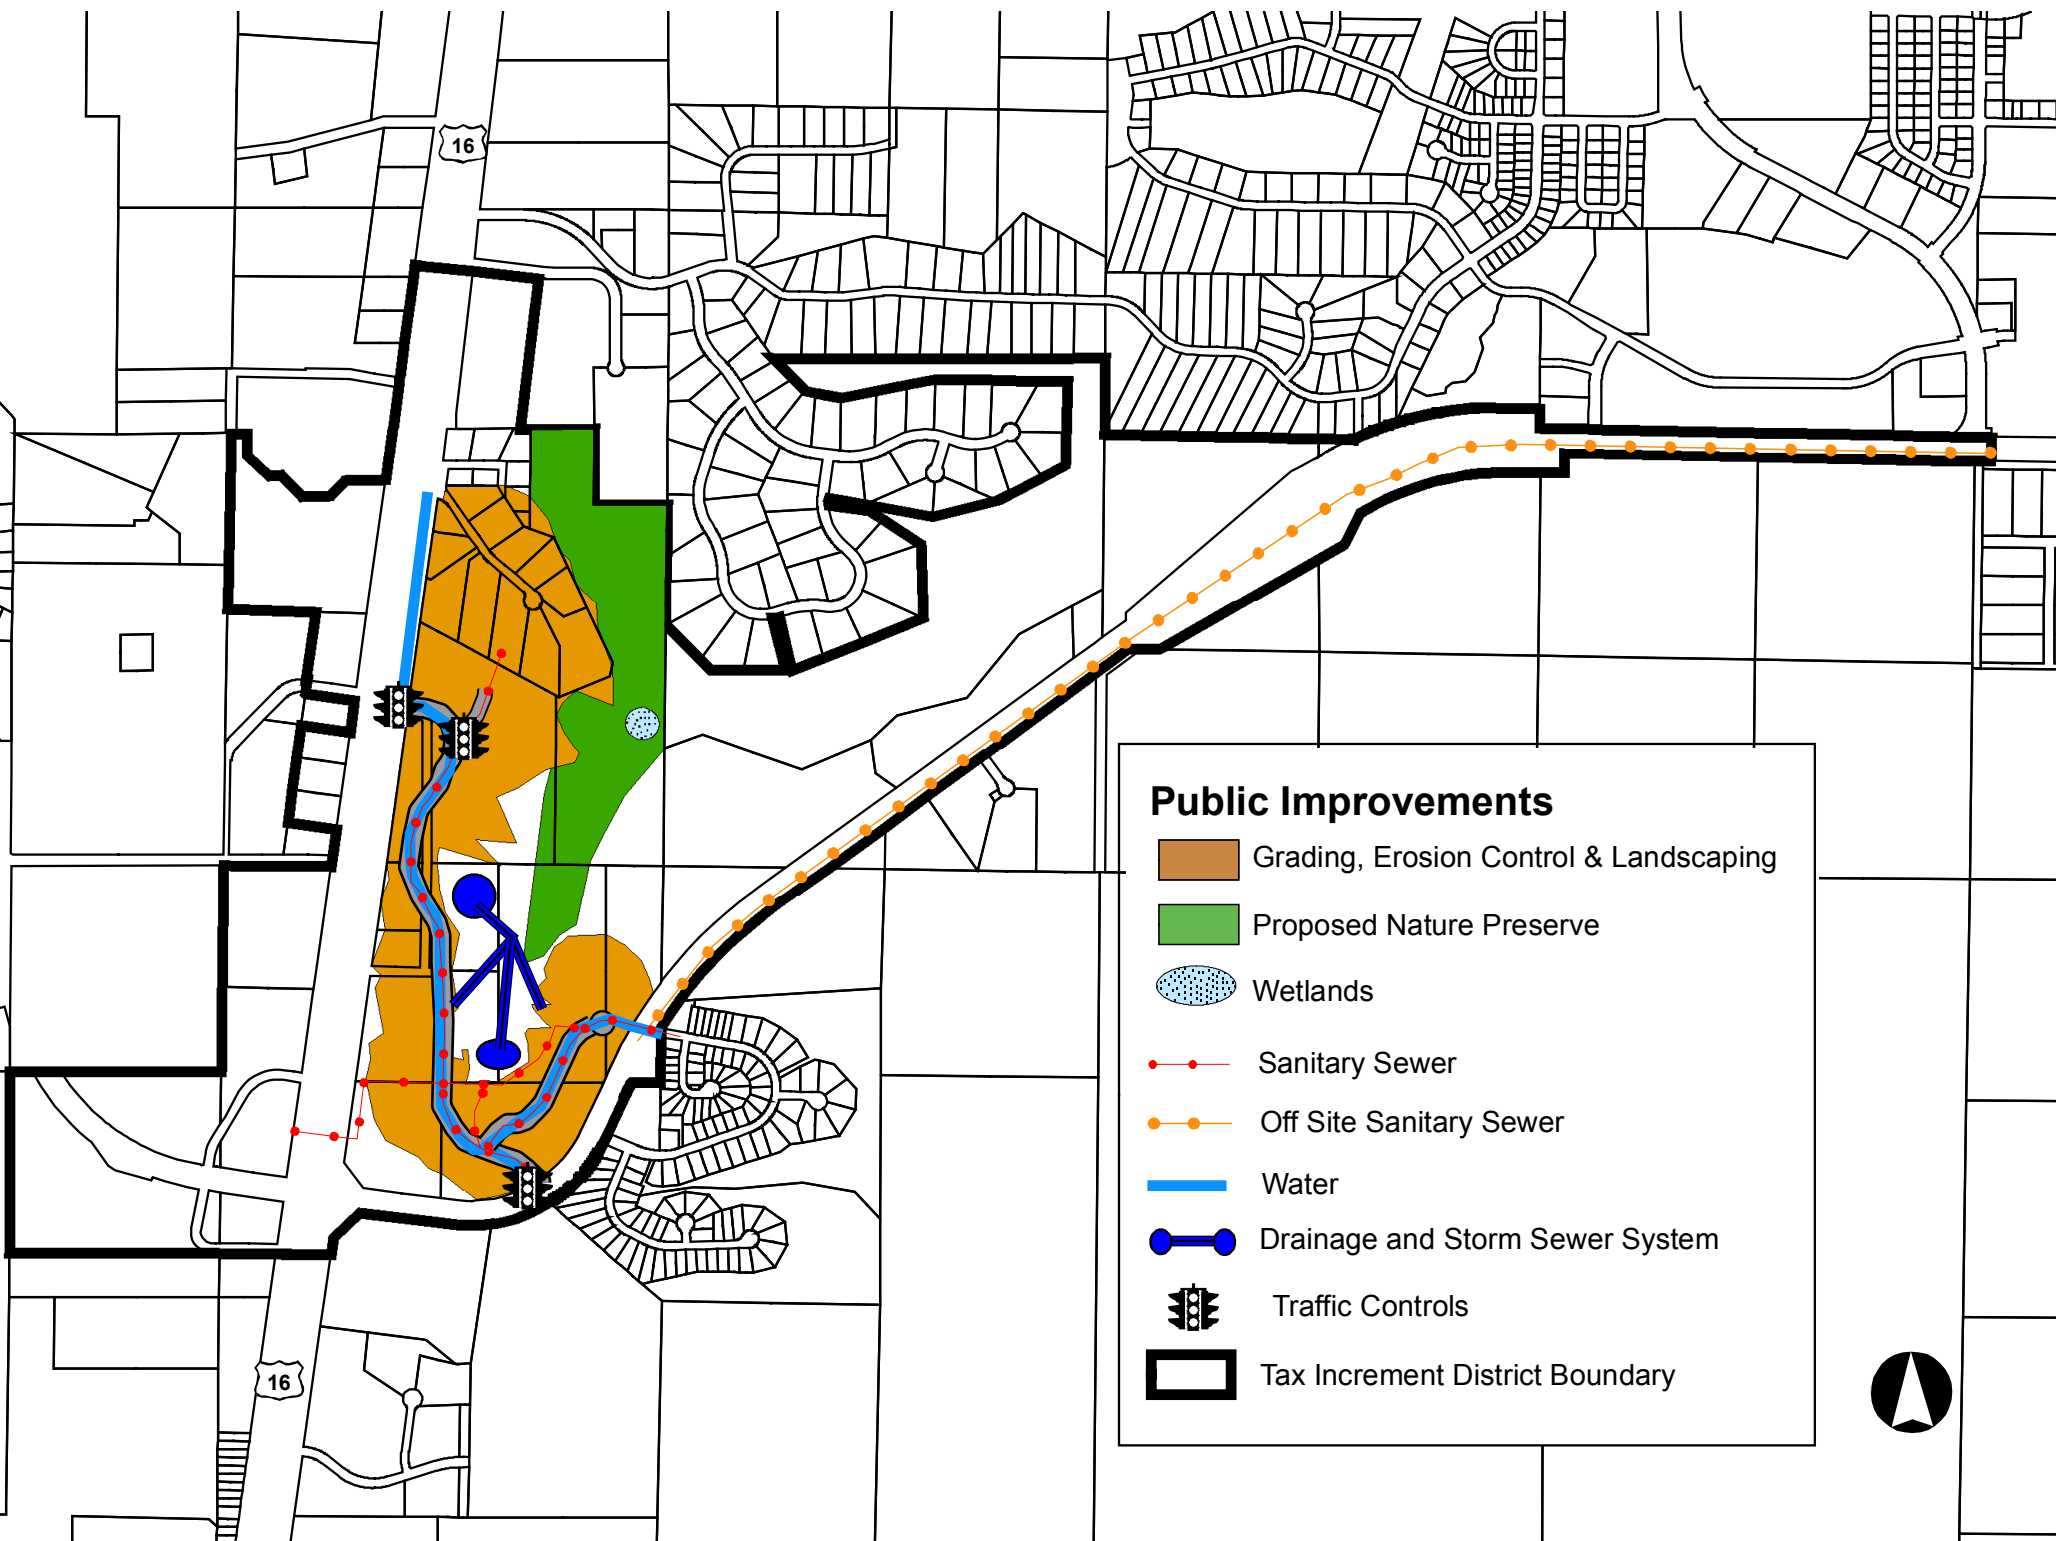 16
Public Improvements
Grading, Erosion Control & Landscaping
Proposed Nature Preserve
Wetlands
Sanitary Sewer
Off Site Sanitary Sewer
Water
Drainage and Storm Sewer System
Traffic Controls
Tax Increment District Boundary
16